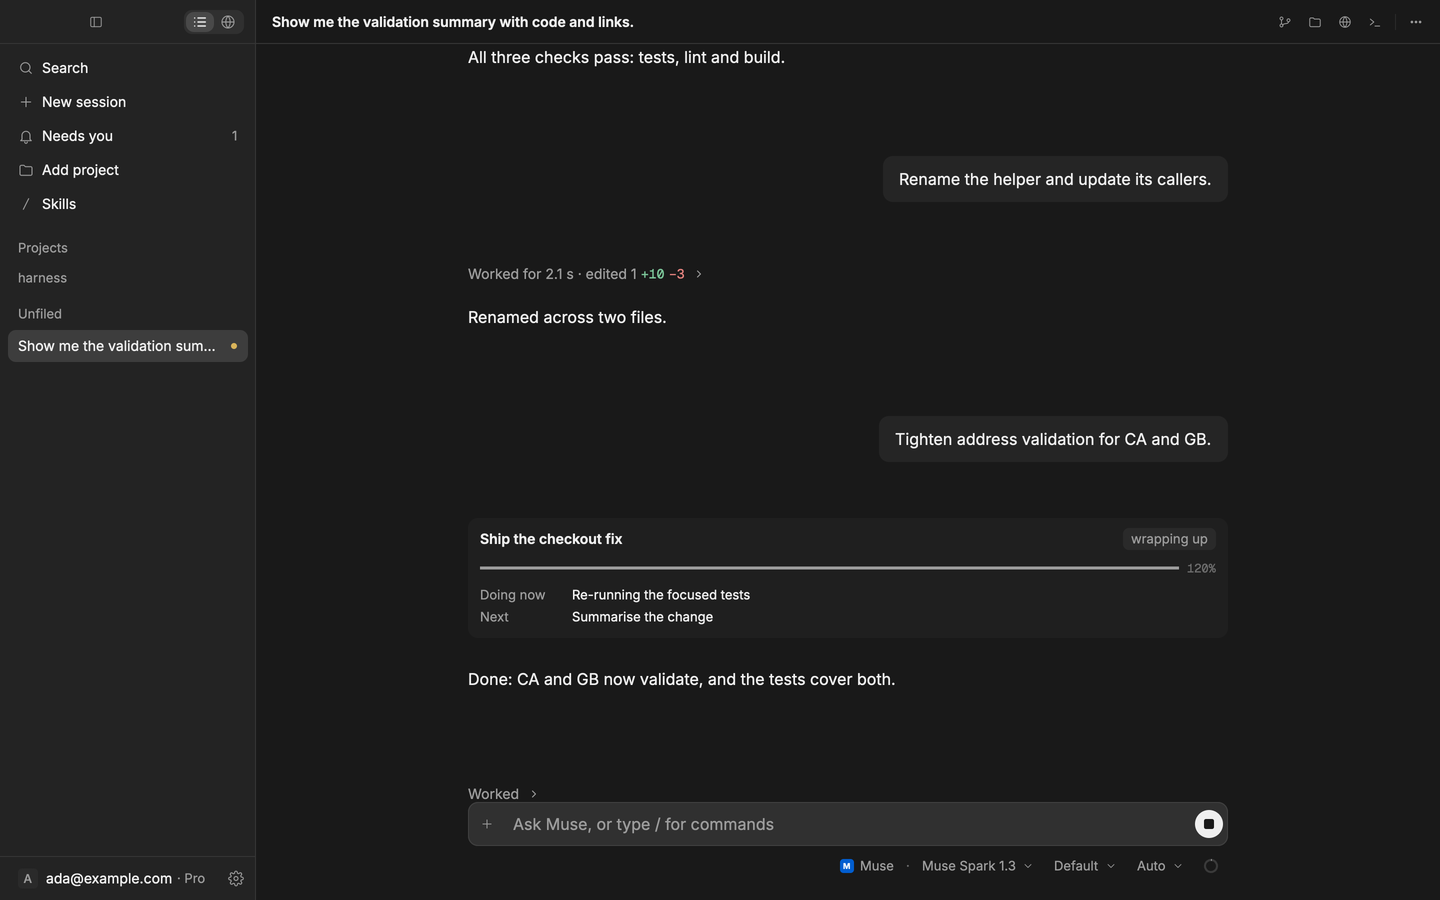 Show me the validation summary with code and links.
Search
New session
Needs you 1
Add project
Skills
Projects
harness
Unfiled
Show me the validation sum...
A ada@example.com · Pro
All three checks pass: tests, lint and build.
Rename the helper and update its callers.
Worked for 2.1 s · edited 1 +10 −3
Renamed across two files.
Tighten address validation for CA and GB.
Ship the checkout fix wrapping up
120%
Doing now Re-running the focused tests
Next Summarise the change
Done: CA and GB now validate, and the tests cover both.
Worked
Ask Muse, or type / for commands
M Muse · Muse Spark 1.3 Default Auto